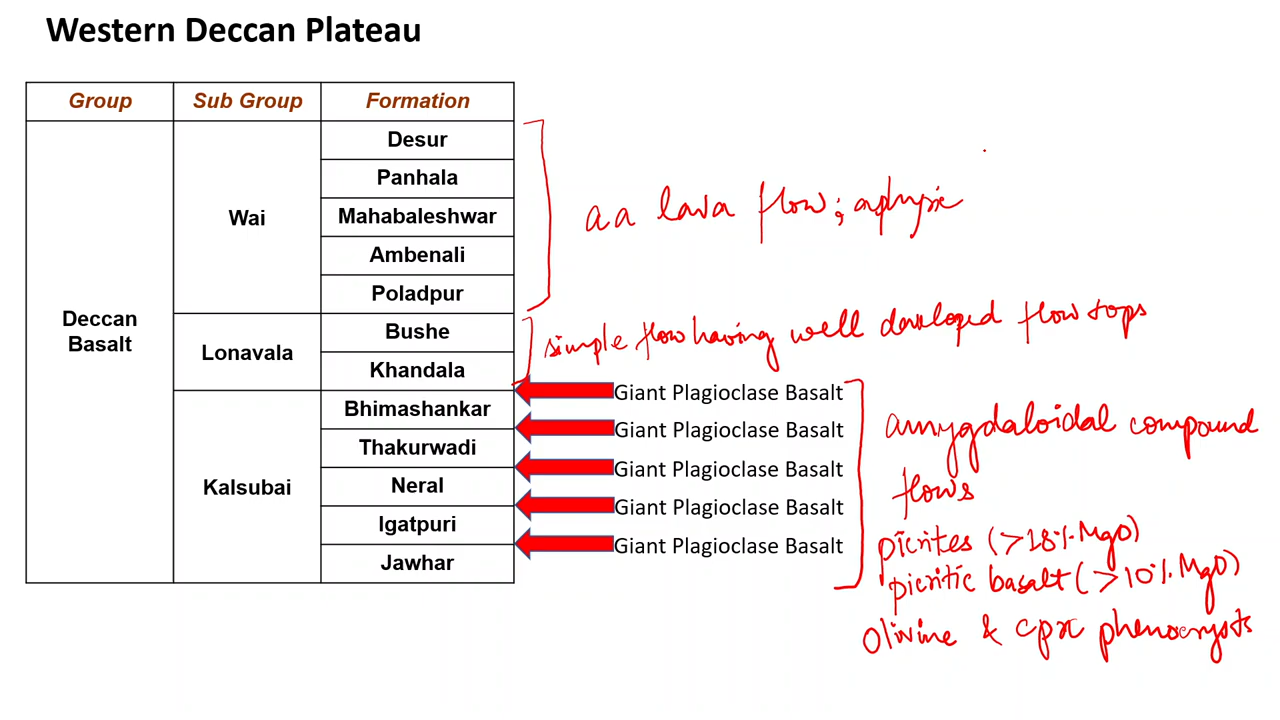 Western Deccan Plateau
Group Sub Group Formation
Desur
Panhala
Wai Mahabaleshwar
Ambenali
Poladpur
Deccan Basalt
Lonavala Bushe
Khandala
Kalsubai Bhimashankar
Thakurwadi
Neral
Igatpuri
Jawhar
aa lava flow; aphyric
simple flow having well developed flow tops
Giant Plagioclase Basalt
Giant Plagioclase Basalt
Giant Plagioclase Basalt
Giant Plagioclase Basalt
Giant Plagioclase Basalt
amygdaloidal compound
flows
picrites (>18% MgO)
picritic basalt (>10% MgO)
Olivine & cpx phenocrysts